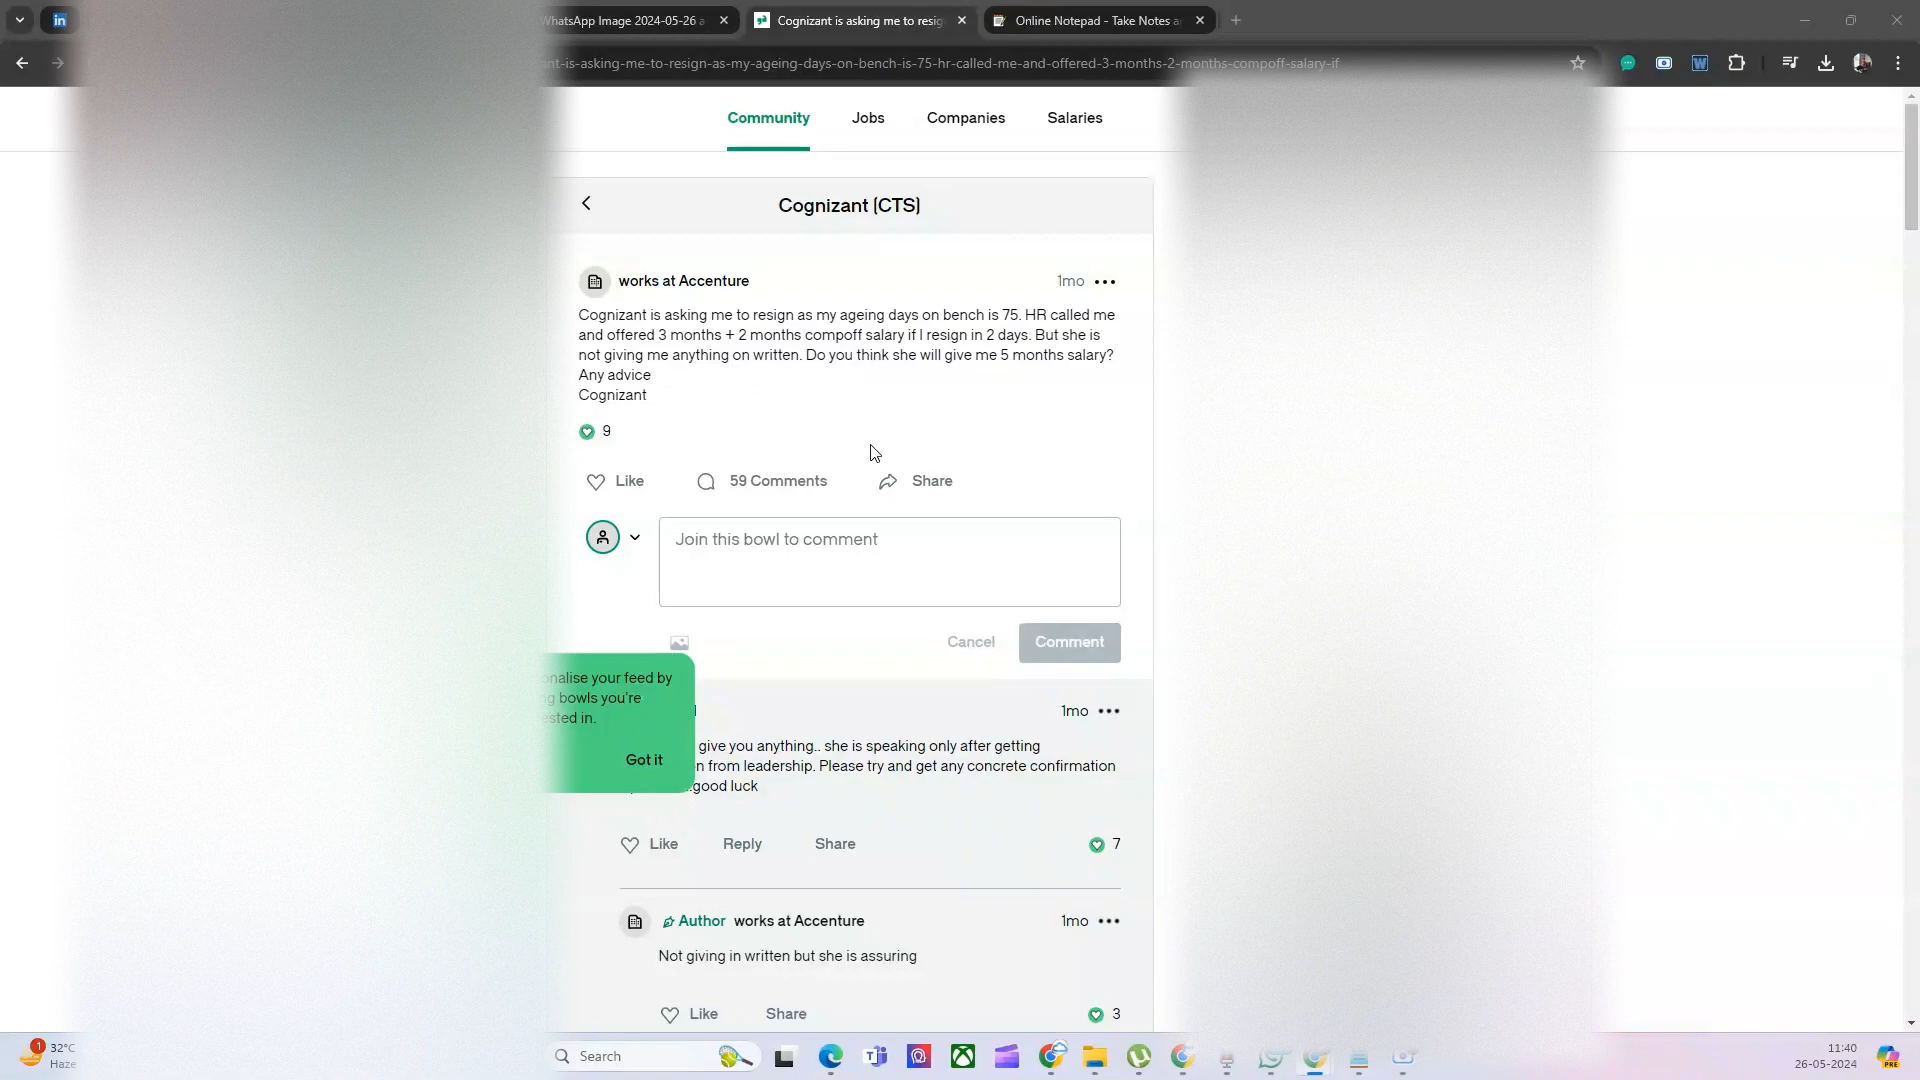 WhatsApp Image 2024-05-26 a
Cognizant is asking me to resig
Online Notepad - Take Notes a
nt-is-asking-me-to-resign-as-my-ageing-days-on-bench-is-75-hr-called-me-and-offered-3-months-2-months-compoff-salary-if
Community
Jobs
Companies
Salaries
Cognizant (CTS)
works at Accenture
1mo
Cognizant is asking me to resign as my ageing days on bench is 75. HR called me
and offered 3 months + 2 months compoff salary if I resign in 2 days. But she is
not giving me anything on written. Do you think she will give me 5 months salary?
Any advice
Cognizant
9
Like
59 Comments
Share
Join this bowl to comment
Cancel
Comment
onalise your feed by
ng bowls you're
ested in.
Got it
1mo
give you anything.. she is speaking only after getting
n from leadership. Please try and get any concrete confirmation
.good luck
Like
Reply
Share
7
Author works at Accenture
1mo
Not giving in written but she is assuring
Like
Share
3
1
32°C
Haze
Search
11:40
26-05-2024
PRE